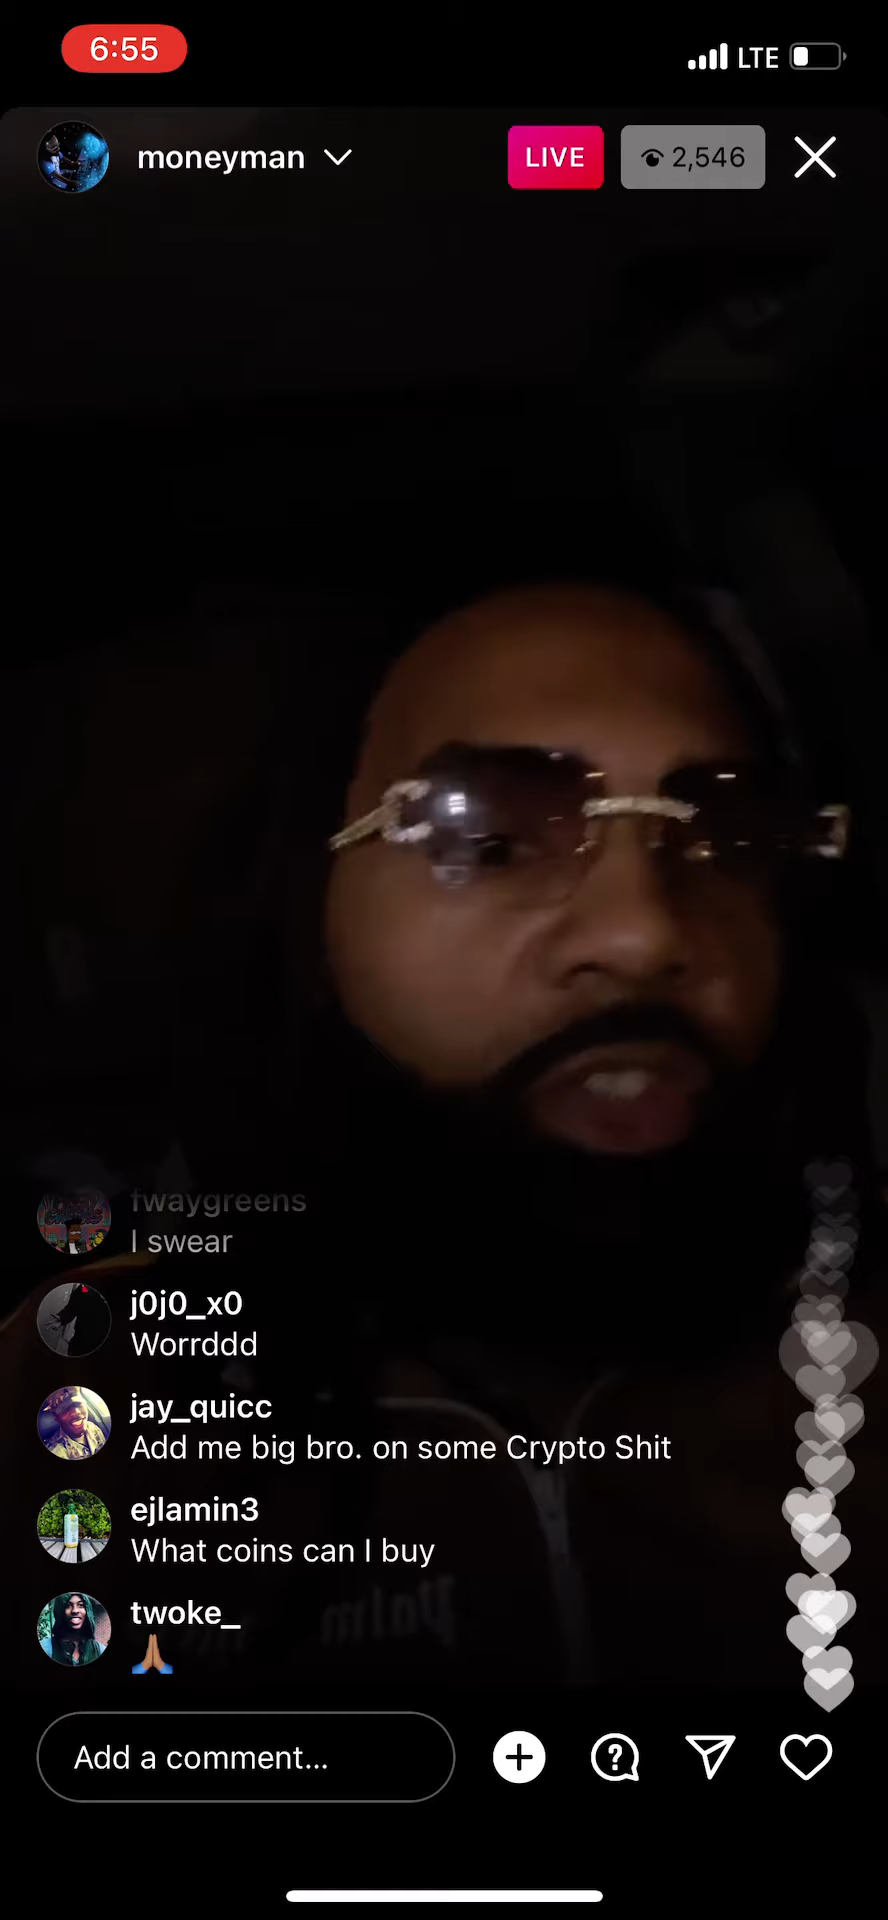 6:55
LTE
moneyman
LIVE
2,546
fwaygreens
I swear
j0j0_x0
Worrddd
jay_quicc
Add me big bro. on some Crypto Shit
ejlamin3
What coins can I buy
twoke_
🙏🏽
Add a comment...